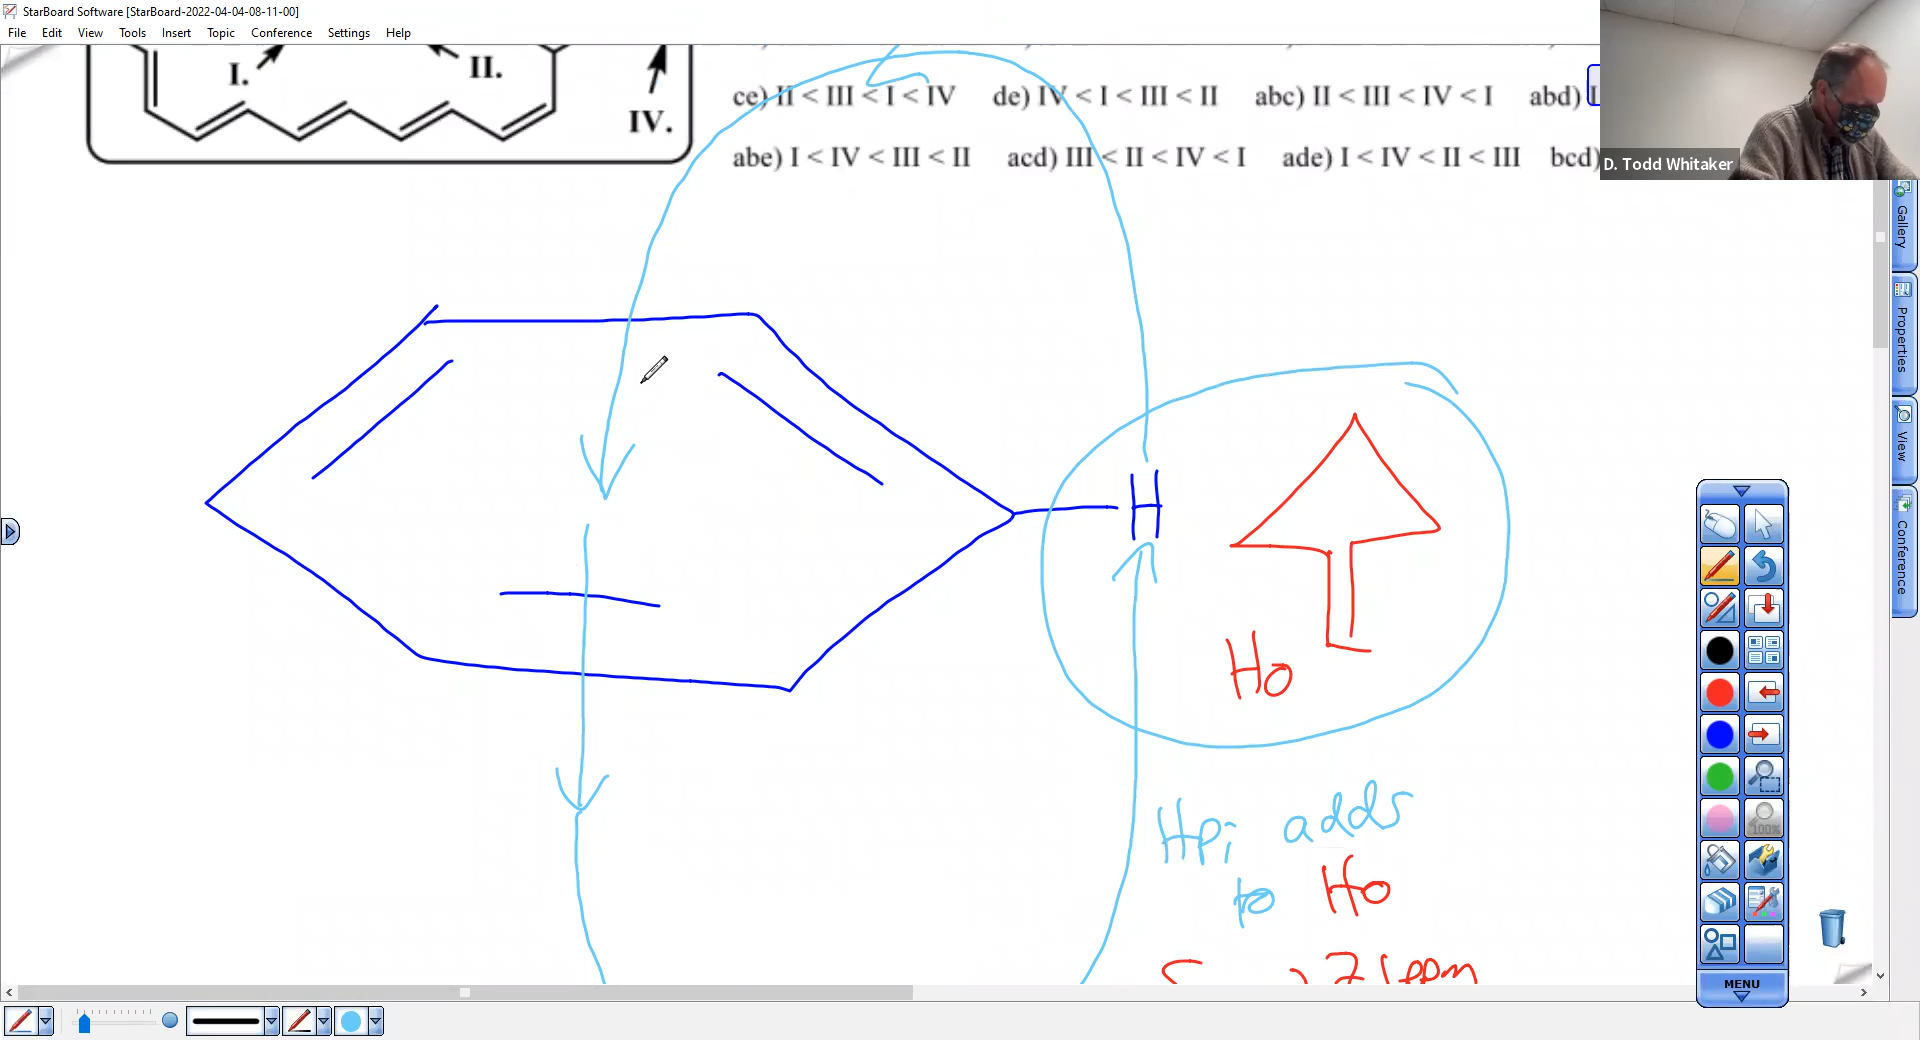 StarBoard Software [StarBoard-2022-04-04-08-11-00]
File Edit View Tools Insert Topic Conference Settings Help
I. II. IV.
ce) II < III < I < IV de) IV < I < III < II abc) II < III < IV < I abd) I
abe) I < IV < III < II acd) III < II < IV < I ade) I < IV < II < III bcd)
D. Todd Whitaker
Gallery
Properties
View
Conference
H
Ho
Hpi adds
to Ho
ppm
100%
MENU